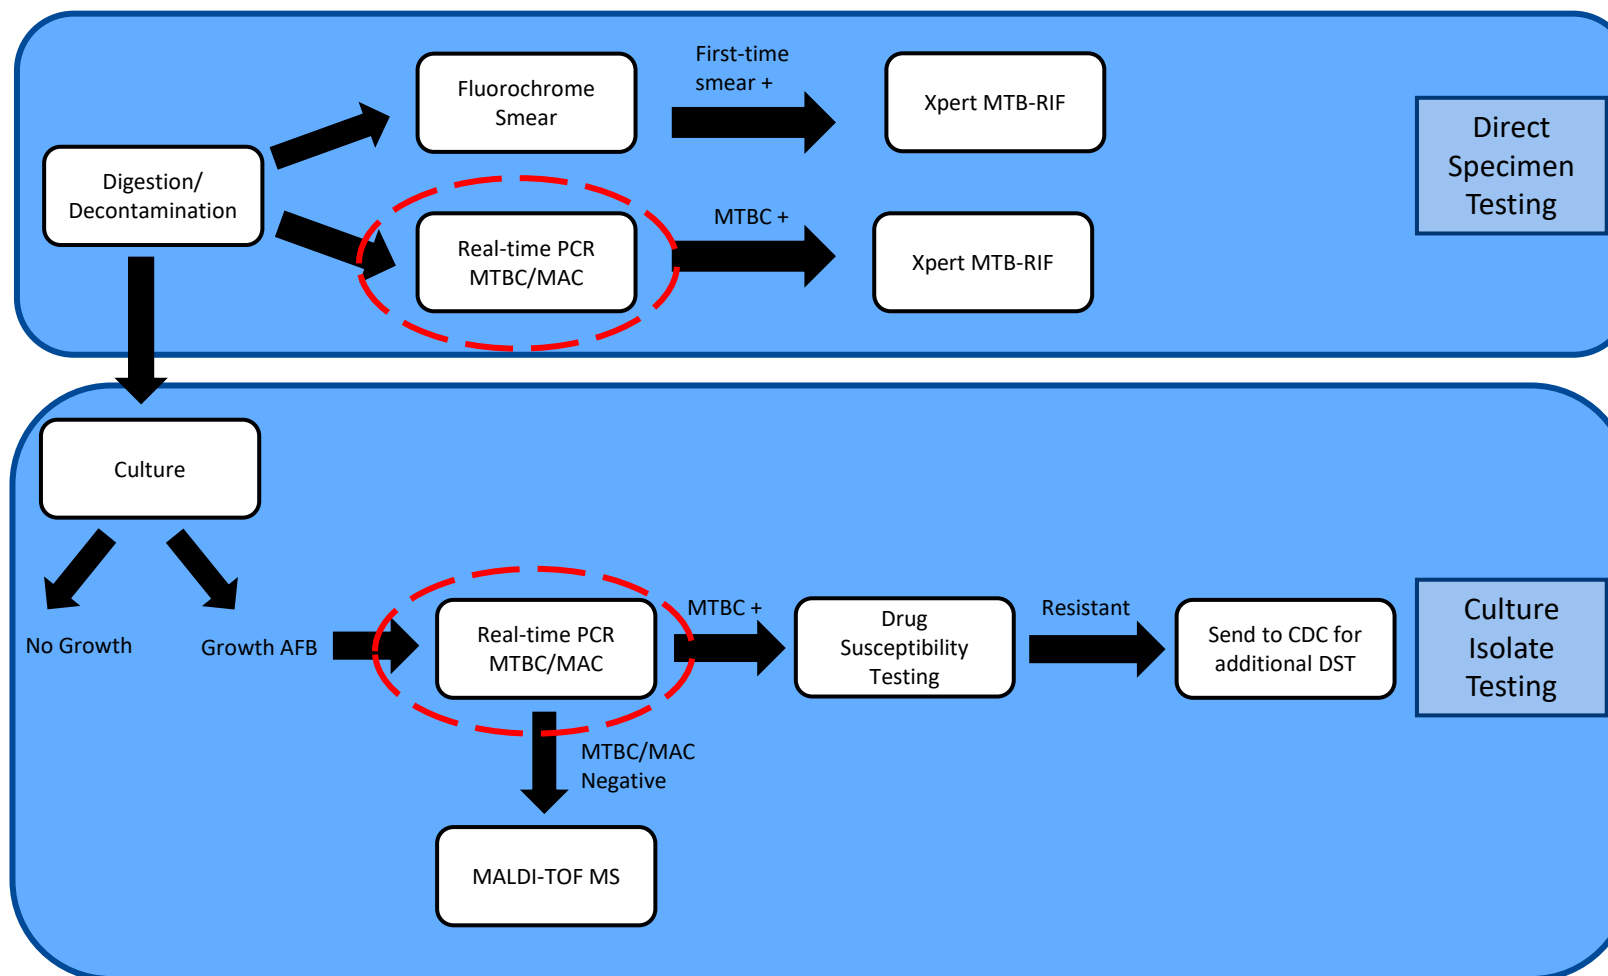 First-time
smear +
Fluorochrome
Smear
Xpert MTB-RIF
Direct
Specimen
Testing
Digestion/
Decontamination
Real-time PCR
MTBC/MAC
MTBC +
Xpert MTB-RIF
Culture
No Growth
Growth AFB
Real-time PCR
MTBC/MAC
MTBC +
Drug
Susceptibility
Testing
Resistant
Send to CDC for
additional DST
Culture
Isolate
Testing
MTBC/MAC
Negative
MALDI-TOF MS